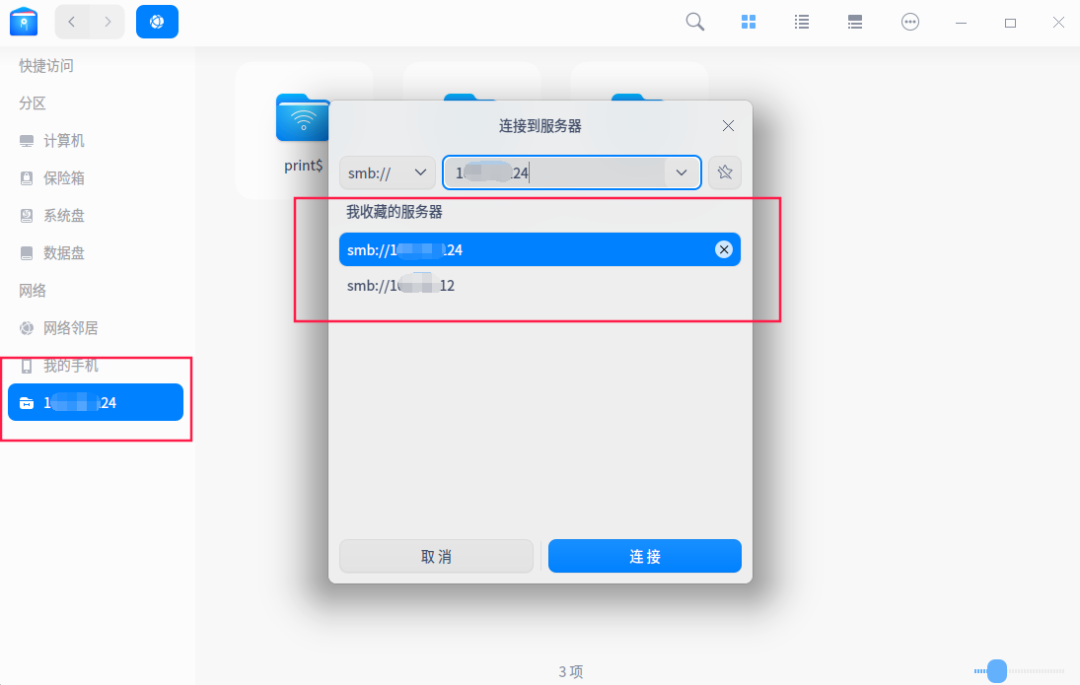 快捷访问
分区
计算机
保险箱
系统盘
数据盘
网络
网络邻居
我的手机
1 24
print$
连接到服务器
smb://
1 .24
我收藏的服务器
smb://1 .24
smb://1 12
取消
连接
3 项